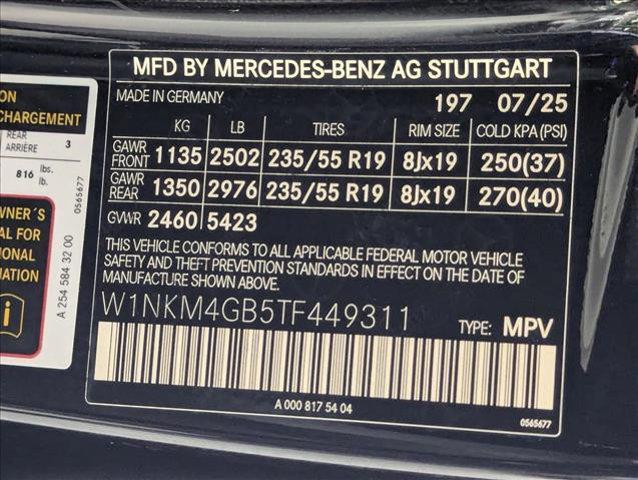 ON
CHARGEMENT
REAR
ARRIÈRE 3
816 lbs.
lb.
0565677
WNER´S
AL FOR
IONAL
MATION
i
A 254 584 32 00
MFD BY MERCEDES-BENZ AG STUTTGART
MADE IN GERMANY 197 07/25
KG LB TIRES RIM SIZE COLD KPA (PSI)
GAWR FRONT 1135 2502 235/55 R19 8Jx19 250(37)
GAWR REAR 1350 2976 235/55 R19 8Jx19 270(40)
GVWR 2460 5423
THIS VEHICLE CONFORMS TO ALL APPLICABLE FEDERAL MOTOR VEHICLE
SAFETY AND THEFT PREVENTION STANDARDS IN EFFECT ON THE DATE OF
MANUFACTURE SHOWN ABOVE.
W1NKM4GB5TF449311 TYPE: MPV
A 000 817 54 04
0565677